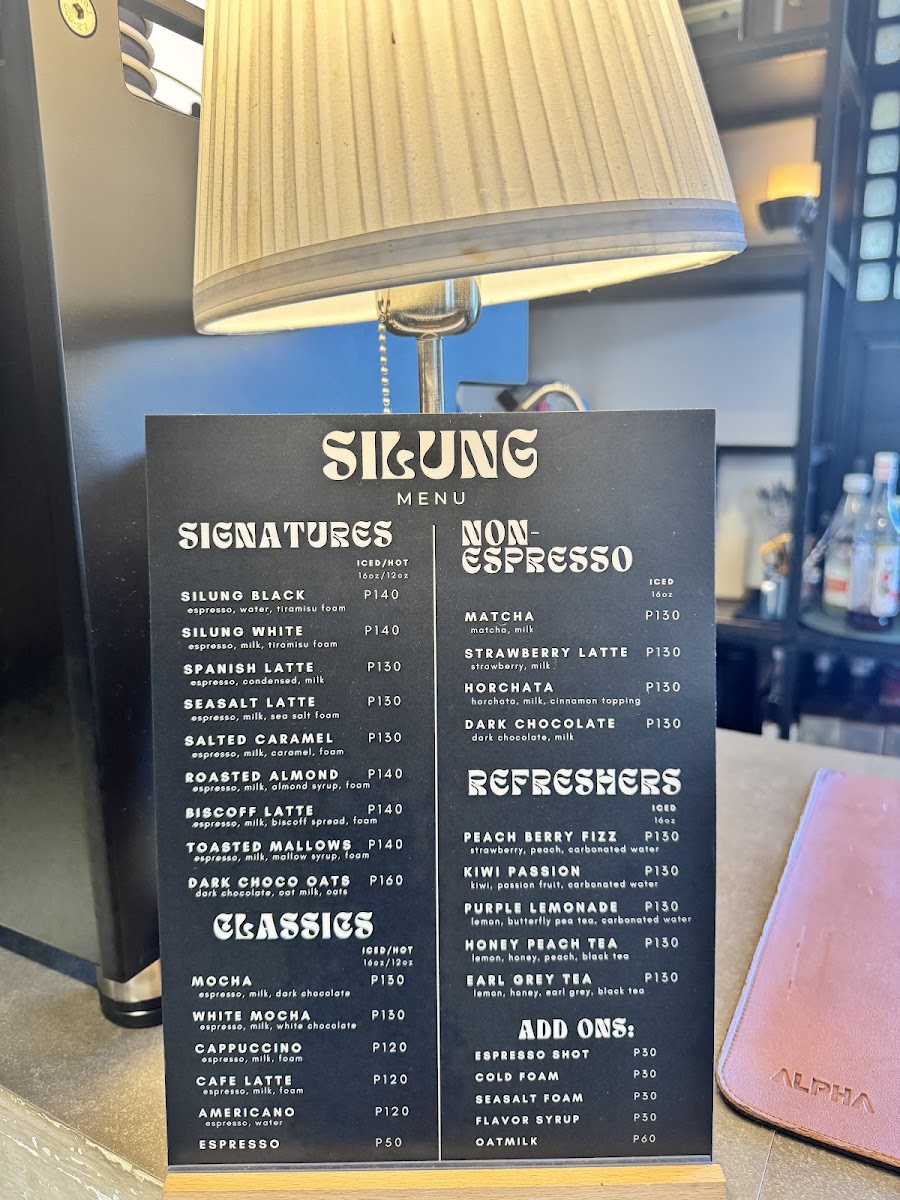 SILUNG
MENU
SIGNATURES
ICED/HOT
16oz/12oz
SILUNG BLACK P140
espresso, water, tiramisu foam
SILUNG WHITE P140
espresso, milk, tiramisu foam
SPANISH LATTE P130
espresso, condensed, milk
SEASALT LATTE P130
espresso, milk, sea salt foam
SALTED CARAMEL P130
espresso, milk, caramel, foam
ROASTED ALMOND P140
espresso, milk, almond syrup, foam
BISCOFF LATTE P140
espresso, milk, biscoff spread, foam
TOASTED MALLOWS P140
espresso, milk, mallow syrup, foam
DARK CHOCO OATS P160
dark chocolate, oat milk, oats
CLASSICS
ICED/HOT
16oz/12oz
MOCHA P130
espresso, milk, dark chocolate
WHITE MOCHA P130
espresso, milk, white chocolate
CAPPUCCINO P120
espresso, milk, foam
CAFE LATTE P120
espresso, milk, foam
AMERICANO P120
espresso, water
ESPRESSO P50
NON-
ESPRESSO
ICED
16oz
MATCHA P130
matcha, milk
STRAWBERRY LATTE P130
strawberry, milk
HORCHATA P130
horchata, milk, cinnamon topping
DARK CHOCOLATE P130
dark chocolate, milk
REFRESHERS
ICED
16oz
PEACH BERRY FIZZ P130
strawberry, peach, carbonated water
KIWI PASSION P130
kiwi, passion fruit, carbonated water
PURPLE LEMONADE P130
lemon, butterfly pea tea, carbonated water
HONEY PEACH TEA P130
lemon, honey, peach, black tea
EARL GREY TEA P130
lemon, honey, earl grey, black tea
ADD ONS:
ESPRESSO SHOT P30
COLD FOAM P30
SEASALT FOAM P30
FLAVOR SYRUP P30
OATMILK P60
ALPHA